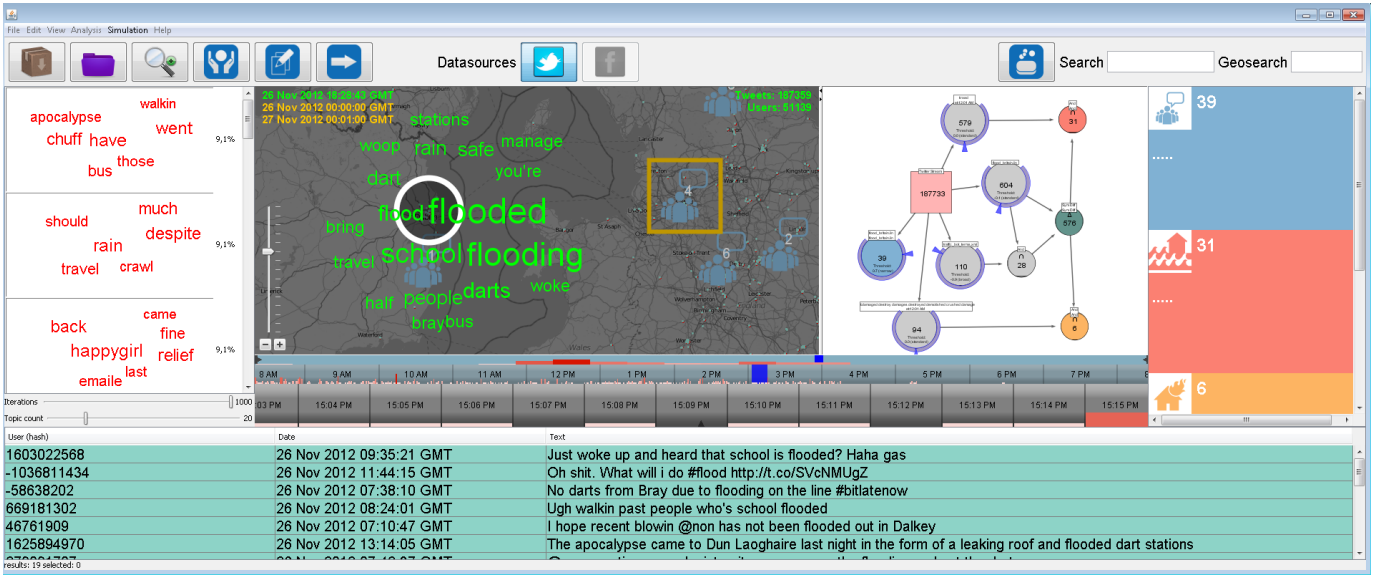 File Edit View Analysis Simulation Help
Datasources
Search
Geosearch
walkin
apocalypse
went
chuff have
those
bus
9,1%
much
should
despite
rain
travel crawl
9,1%
came
back
fine
happygirl
relief
last
emaile
9,1%
Iterations 1000
Topic count 20
26 Nov 2012 18:28:43 GMT
26 Nov 2012 00:00:00 GMT
27 Nov 2012 00:01:00 GMT
Tweets: 187359
Users: 51139
stations
woop rain safe manage
dart you're
flood flooded
bring
school flooding
travel
half people darts woke
bray bus
4
6
2
Wales
579
31
187733
604
576
39
110
28
94
6
39
.....
31
.....
6
8 AM 9 AM 10 AM 11 AM 12 PM 1 PM 2 PM 3 PM 4 PM 5 PM 6 PM 7 PM
:03 PM 15:04 PM 15:05 PM 15:06 PM 15:07 PM 15:08 PM 15:09 PM 15:10 PM 15:11 PM 15:12 PM 15:13 PM 15:14 PM 15:15 PM
User (hash) Date Text
1603022568 26 Nov 2012 09:35:21 GMT Just woke up and heard that school is flooded? Haha gas
-1036811434 26 Nov 2012 11:44:15 GMT Oh shit. What will i do #flood http://t.co/SVcNMUgZ
-58638202 26 Nov 2012 07:38:10 GMT No darts from Bray due to flooding on the line #bitlatenow
669181302 26 Nov 2012 08:24:01 GMT Ugh walkin past people who's school flooded
46761909 26 Nov 2012 07:10:47 GMT I hope recent blowin @non has not been flooded out in Dalkey
1625894970 26 Nov 2012 13:14:05 GMT The apocalypse came to Dun Laoghaire last night in the form of a leaking roof and flooded dart stations
results: 19 selected: 0